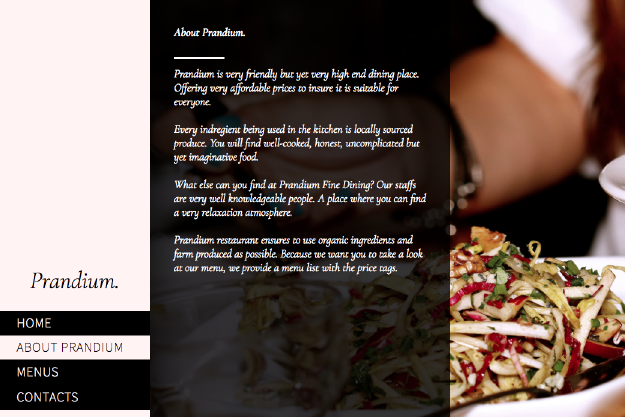 About Prandium.
Prandium is very friendly but yet very high end dining place.
Offering very affordable prices to insure it is suitable for
everyone.
Every indregient being used in the kitchen is locally sourced
produce. You will find well-cooked, honest, uncomplicated but
yet imaginative food.
What else can you find at Prandium Fine Dining? Our staffs
are very well knowledgeable people. A place where you can find
a very relaxation atmosphere.
Prandium restaurant ensures to use organic ingredients and
farm produced as possible. Because we want you to take a look
at our menu, we provide a menu list with the price tags.
Prandium.
HOME
ABOUT PRANDIUM
MENUS
CONTACTS